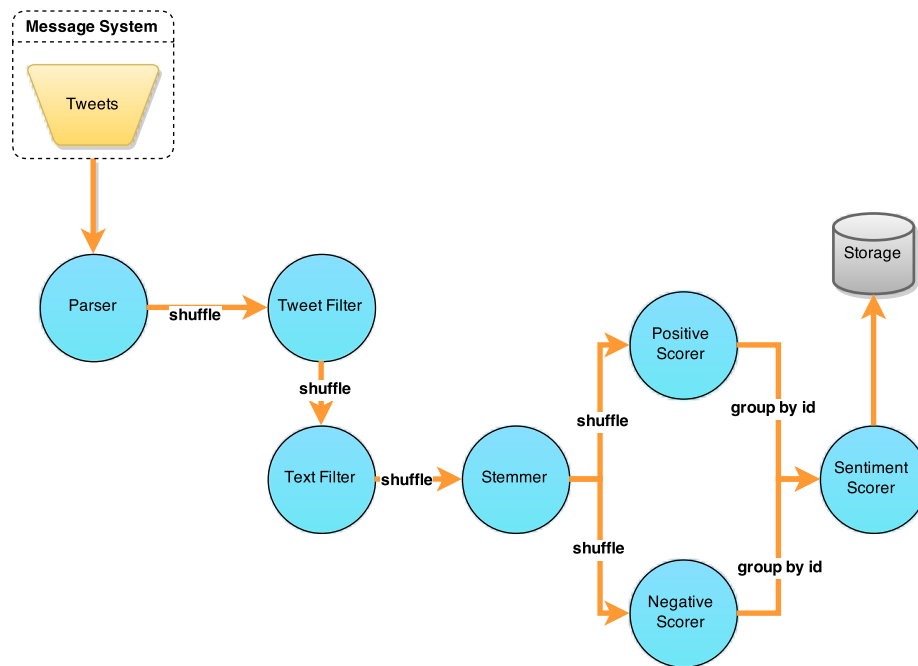 Message System
Tweets
Parser
shuffle
Tweet Filter
shuffle
Text Filter
shuffle
Stemmer
shuffle
shuffle
Positive
Scorer
Negative
Scorer
group by id
group by id
Sentiment
Scorer
Storage